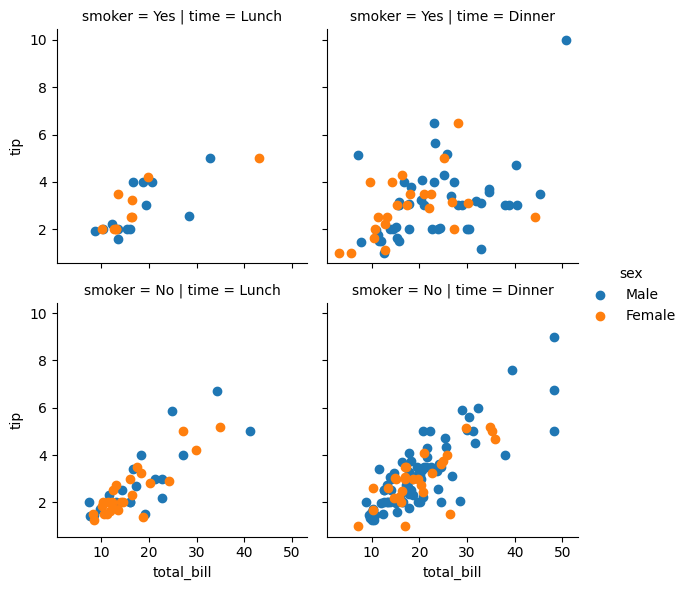 smoker = Yes | time = Lunch
smoker = Yes | time = Dinner
10
8
6
4
2
tip
sex
Male
Female
smoker = No | time = Lunch
smoker = No | time = Dinner
10
8
6
4
2
tip
10 20 30 40 50
10 20 30 40 50
total_bill
total_bill